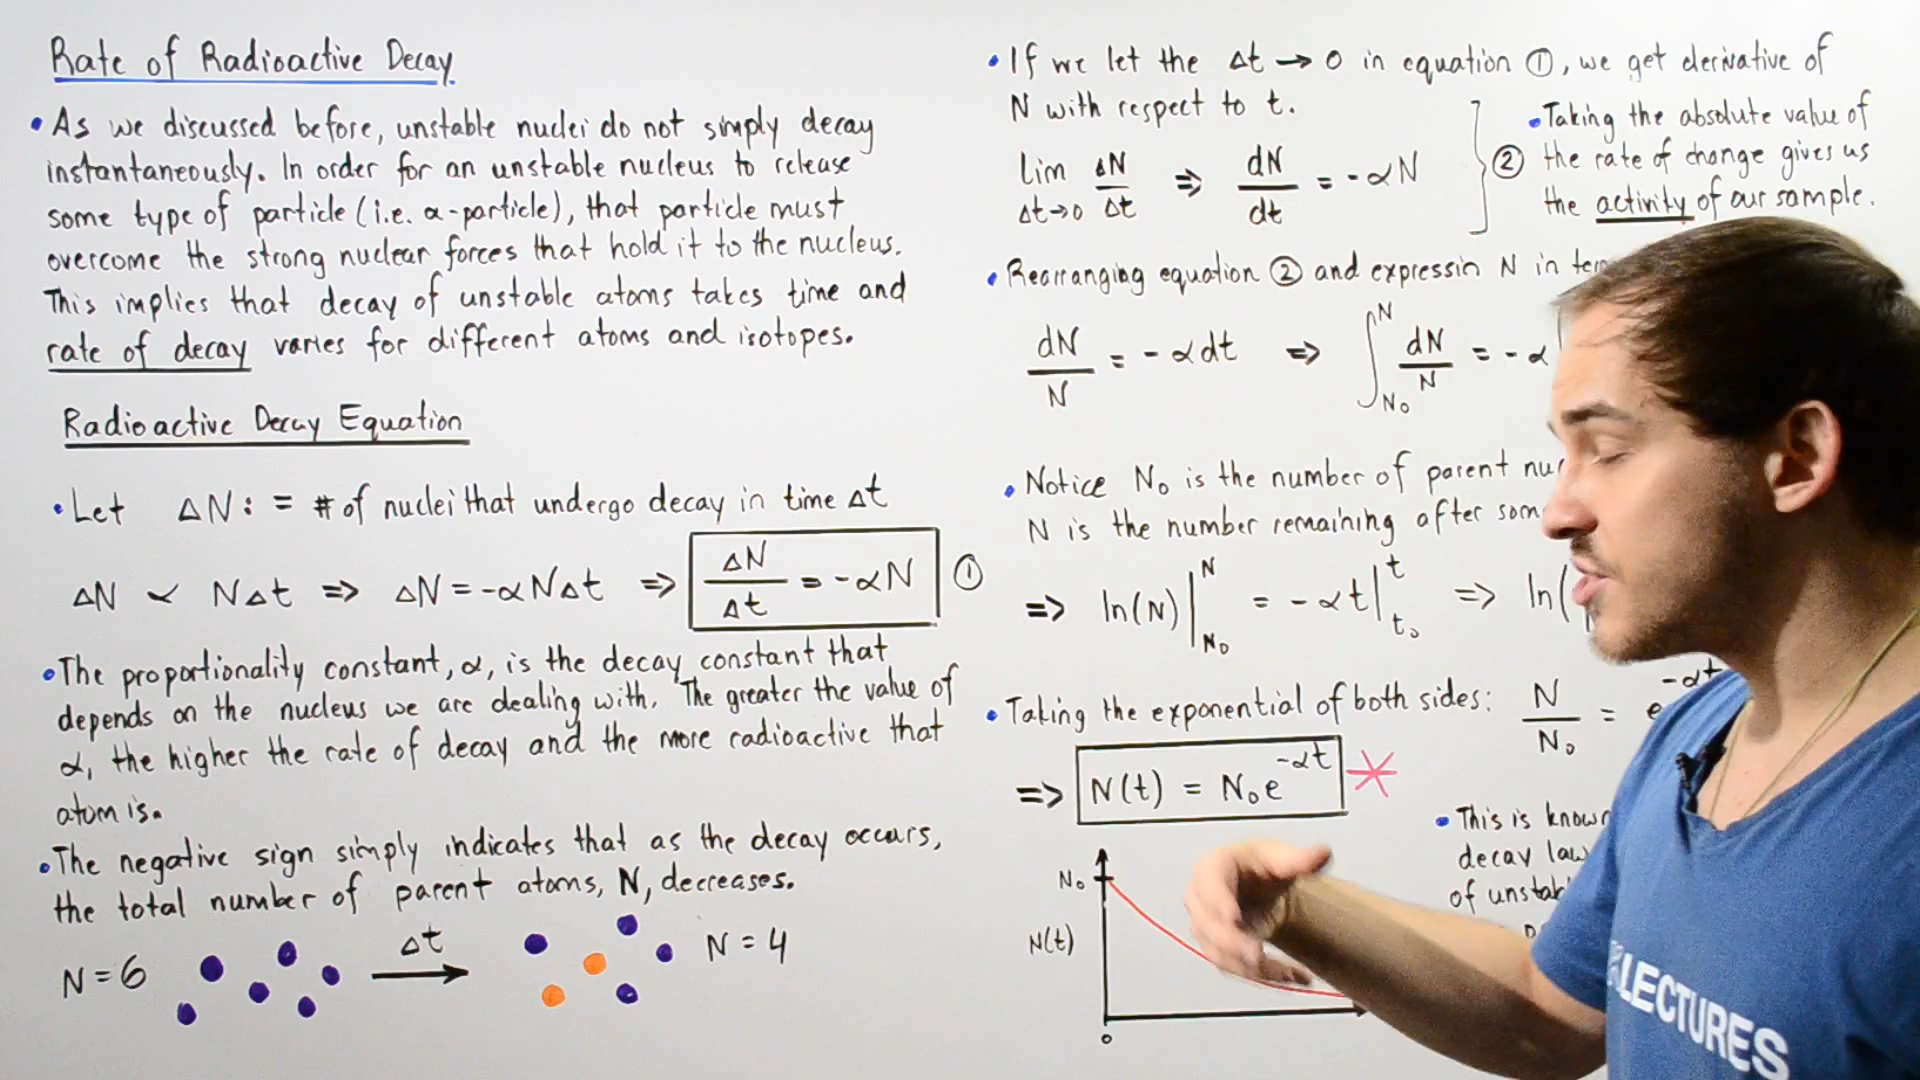 Rate of Radioactive Decay
• As we discussed before, unstable nuclei do not simply decay
instantaneously. In order for an unstable nucleus to release
some type of particle (i.e. α-particle), that particle must
overcome the strong nuclear forces that hold it to the nucleus.
This implies that decay of unstable atoms takes time and
rate of decay varies for different atoms and isotopes.
Radioactive Decay Equation
• Let ΔN: = # of nuclei that undergo decay in time Δt
ΔN ∝ NΔt => ΔN = -αNΔt => ΔN/Δt = -αN ①
• The proportionality constant, α, is the decay constant that
depends on the nucleus we are dealing with. The greater the value of
α, the higher the rate of decay and the more radioactive that
atom is.
• The negative sign simply indicates that as the decay occurs,
the total number of parent atoms, N, decreases.
N = 6 Δt N = 4
• If we let the Δt → 0 in equation ①, we get derivative of
N with respect to t.
lim Δt→0 ΔN/Δt => dN/dt = -αN
② • Taking the absolute value of
the rate of change gives us
the activity of our sample.
• Rearranging equation ② and expressin N in
dN/N = -αdt => ∫ N₀ N dN/N = -α
• Notice N₀ is the number of parent
N is the number remaining after
=> ln(N)| N N₀ = -αt| t t₀ => ln(
• Taking the exponential of both sides: N/N₀ = e^-αt
=> N(t) = N₀e^-αt *
• This is known
decay law
of
N₀
N(t)
0
LECTURES